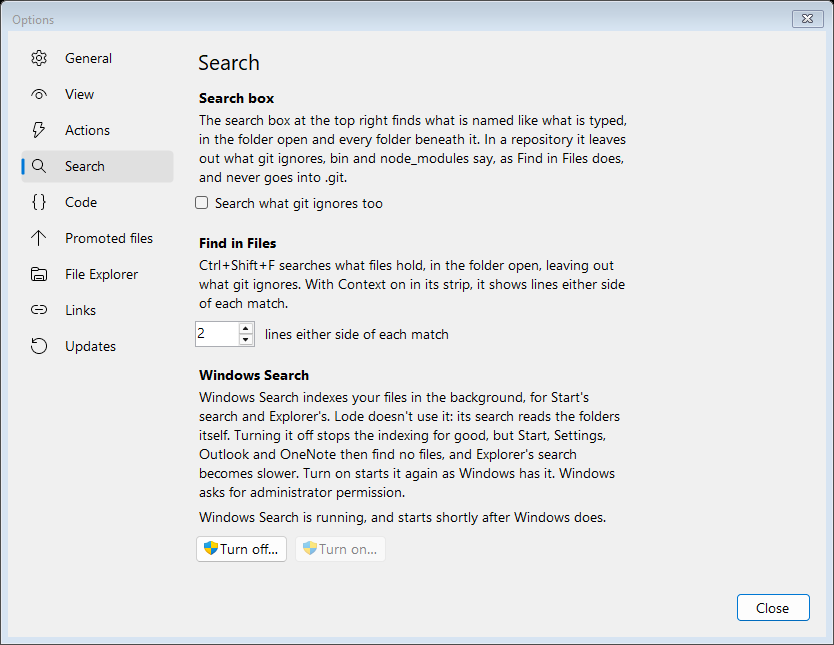 Options
General
View
Actions
Search
Code
Promoted files
File Explorer
Links
Updates
Search
Search box
The search box at the top right finds what is named like what is typed,
in the folder open and every folder beneath it. In a repository it leaves
out what git ignores, bin and node_modules say, as Find in Files does,
and never goes into .git.
Search what git ignores too
Find in Files
Ctrl+Shift+F searches what files hold, in the folder open, leaving out
what git ignores. With Context on in its strip, it shows lines either side
of each match.
2 lines either side of each match
Windows Search
Windows Search indexes your files in the background, for Start's
search and Explorer's. Lode doesn't use it: its search reads the folders
itself. Turning it off stops the indexing for good, but Start, Settings,
Outlook and OneNote then find no files, and Explorer's search
becomes slower. Turn on starts it again as Windows has it. Windows
asks for administrator permission.
Windows Search is running, and starts shortly after Windows does.
Turn off... Turn on...
Close